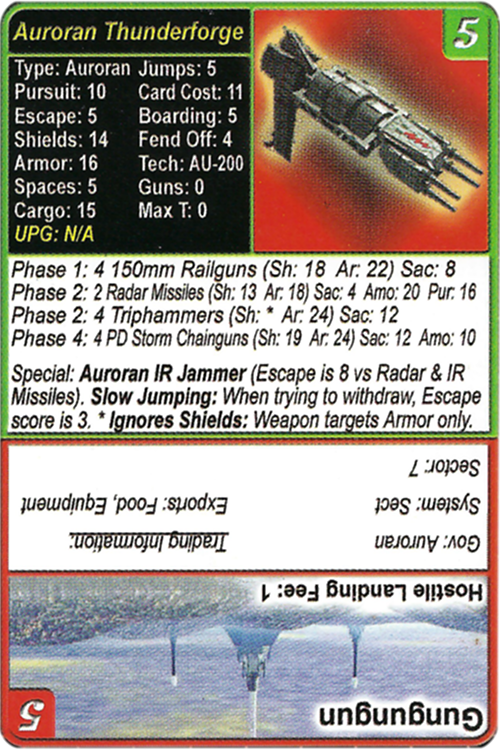 Auroran Thunderforge 5
Type: Auroran Jumps: 5
Pursuit: 10 Card Cost: 11
Escape: 5 Boarding: 5
Shields: 14 Fend Off: 4
Armor: 16 Tech: AU-200
Spaces: 5 Guns: 0
Cargo: 15 Max T: 0
UPG: N/A
Phase 1: 4 150mm Railguns (Sh: 18 Ar: 22) Sac: 8
Phase 2: 2 Radar Missiles (Sh: 13 Ar: 18) Sac: 4 Amo: 20 Pur: 16
Phase 2: 4 Triphammers (Sh: * Ar: 24) Sac: 12
Phase 4: 4 PD Storm Chainguns (Sh: 19 Ar: 24) Sac: 12 Amo: 10
Special: Auroran IR Jammer (Escape is 8 vs Radar & IR
Missiles). Slow Jumping: When trying to withdraw, Escape
score is 3. * Ignores Shields: Weapon targets Armor only.
Gungungun 5
Hostile Landing Fee: 1
Gov: Auroran Trading Information:
System: Sect Exports: Food, Equipment
Sector: 7